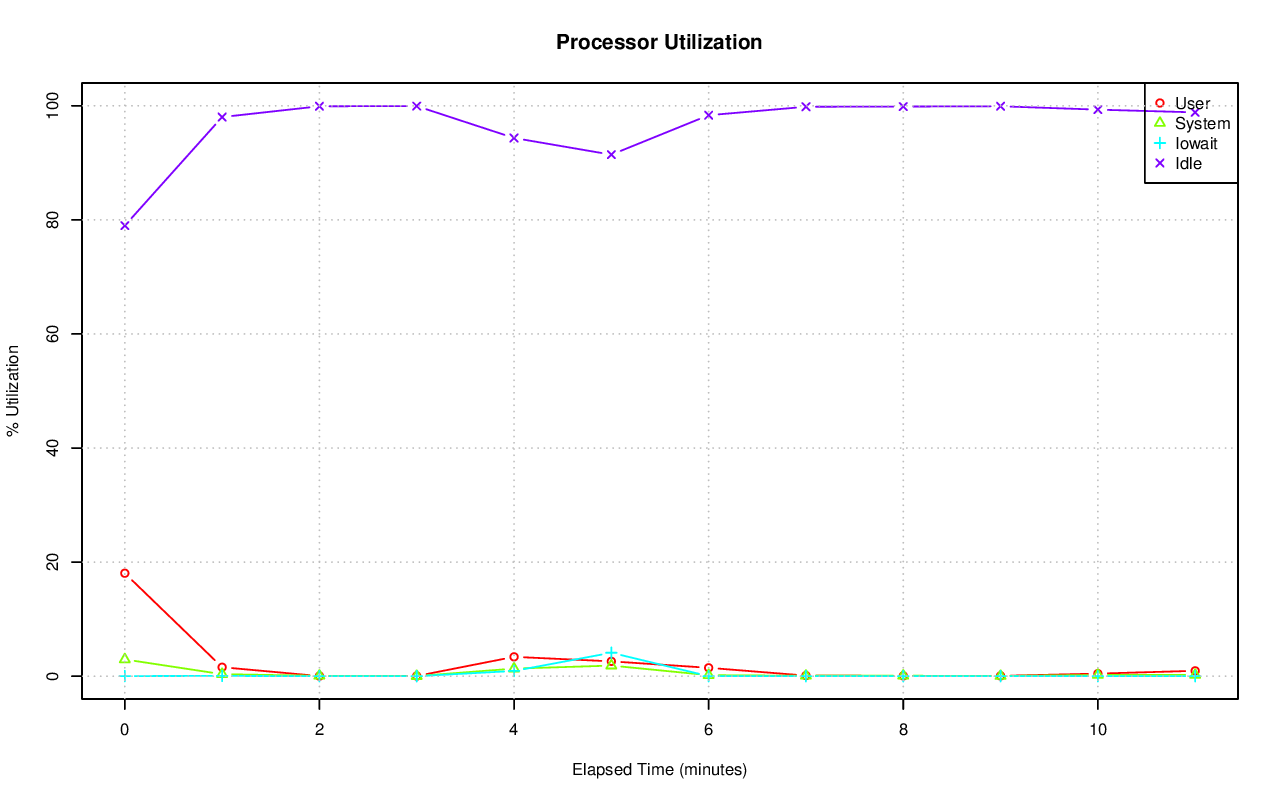 Processor Utilization
100
80
60
40
20
0
% Utilization
User
System
Iowait
Idle
0 2 4 6 8 10
Elapsed Time (minutes)